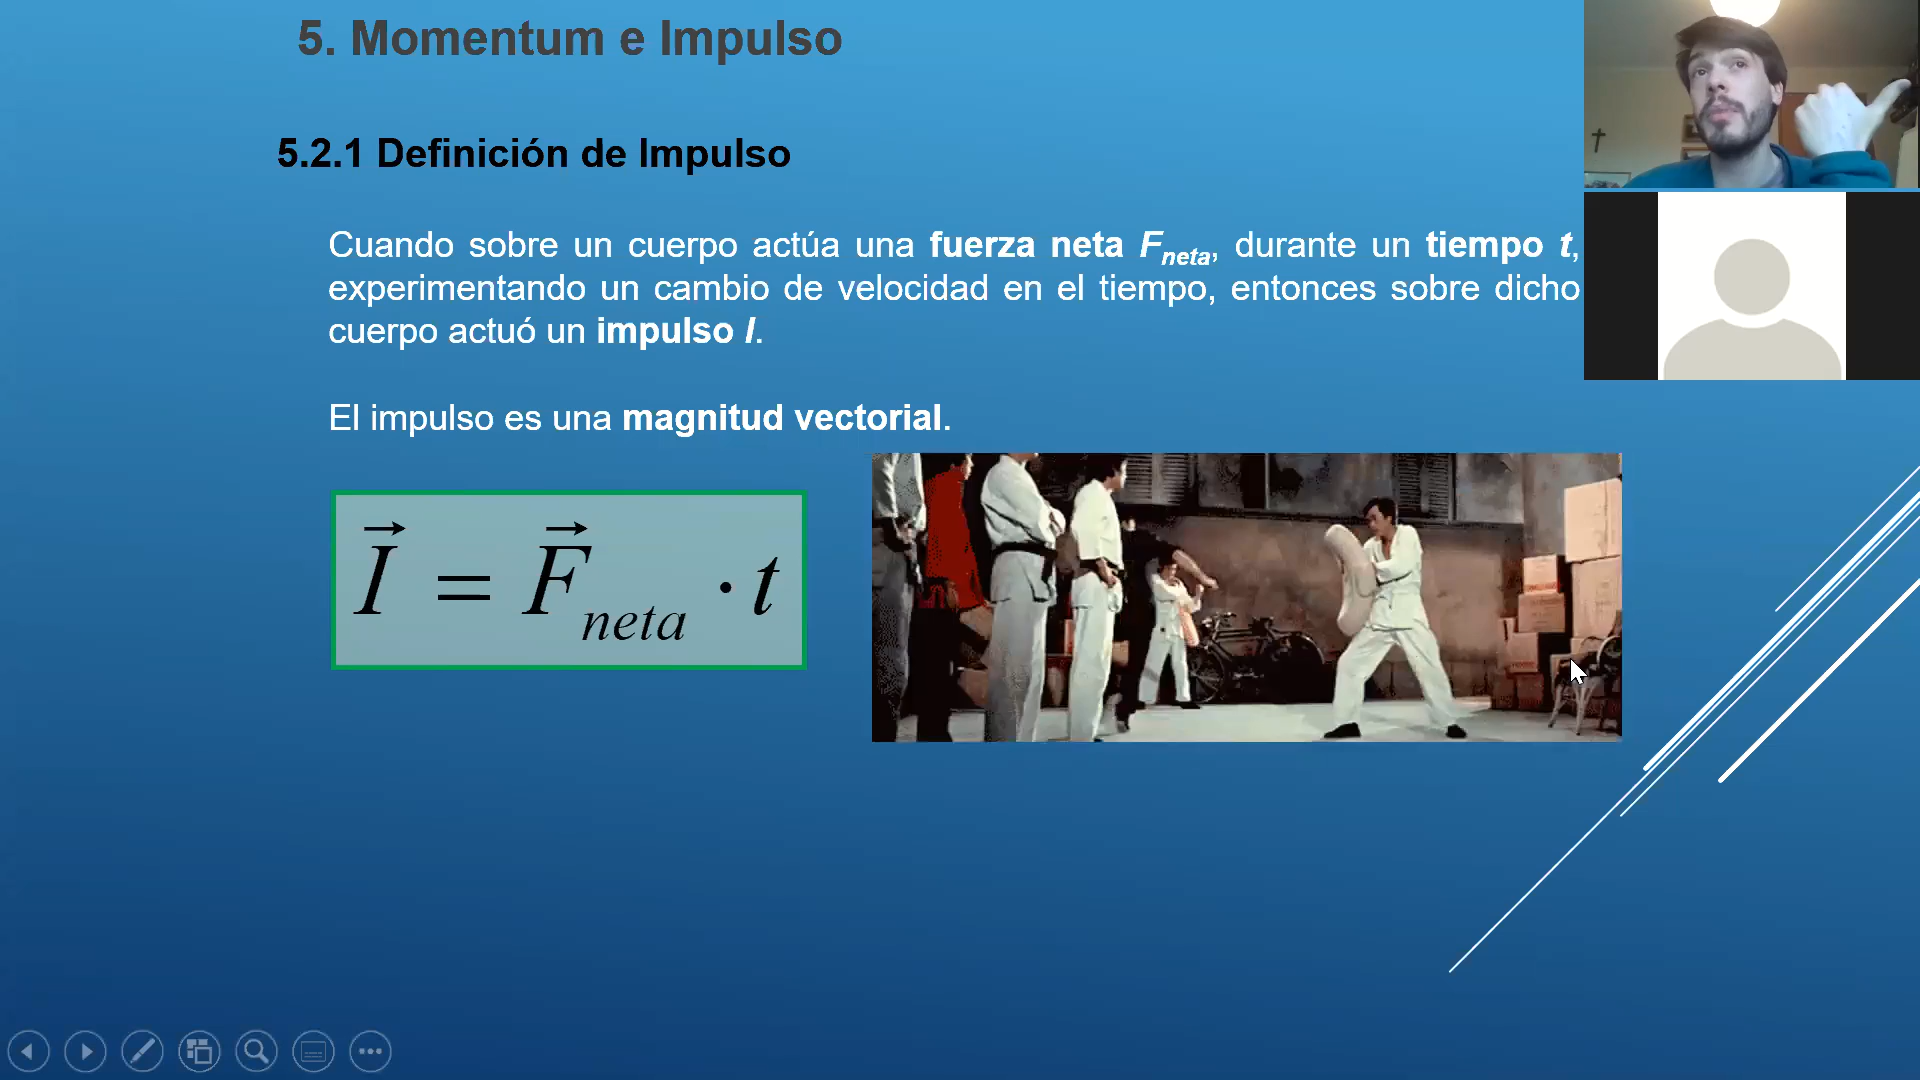 5. Momentum e Impulso
5.2.1 Definición de Impulso
Cuando sobre un cuerpo actúa una fuerza neta Fneta, durante un tiempo t,
experimentando un cambio de velocidad en el tiempo, entonces sobre dicho
cuerpo actuó un impulso I.
El impulso es una magnitud vectorial.
I⃗ = F⃗neta · t